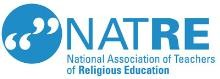 NATRE
National Association of Teachers
of Religious Education